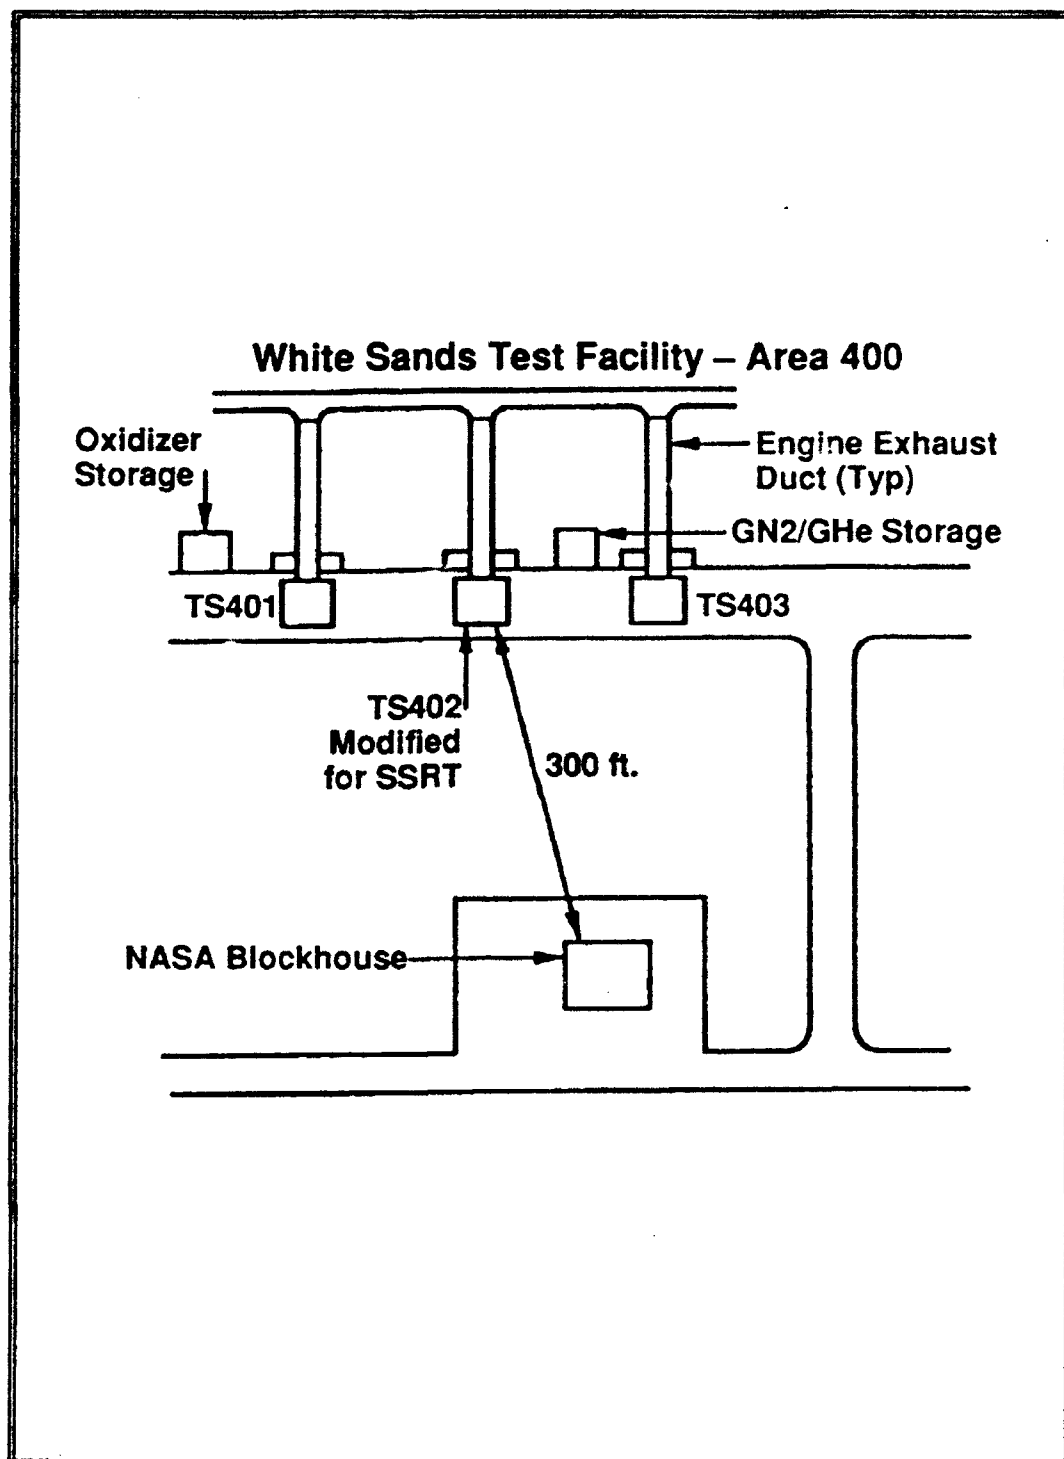 White Sands Test Facility – Area 400
Oxidizer
Storage
Engine Exhaust
Duct (Typ)
GN2/GHe Storage
TS401
TS403
TS402
Modified
for SSRT
300 ft.
NASA Blockhouse